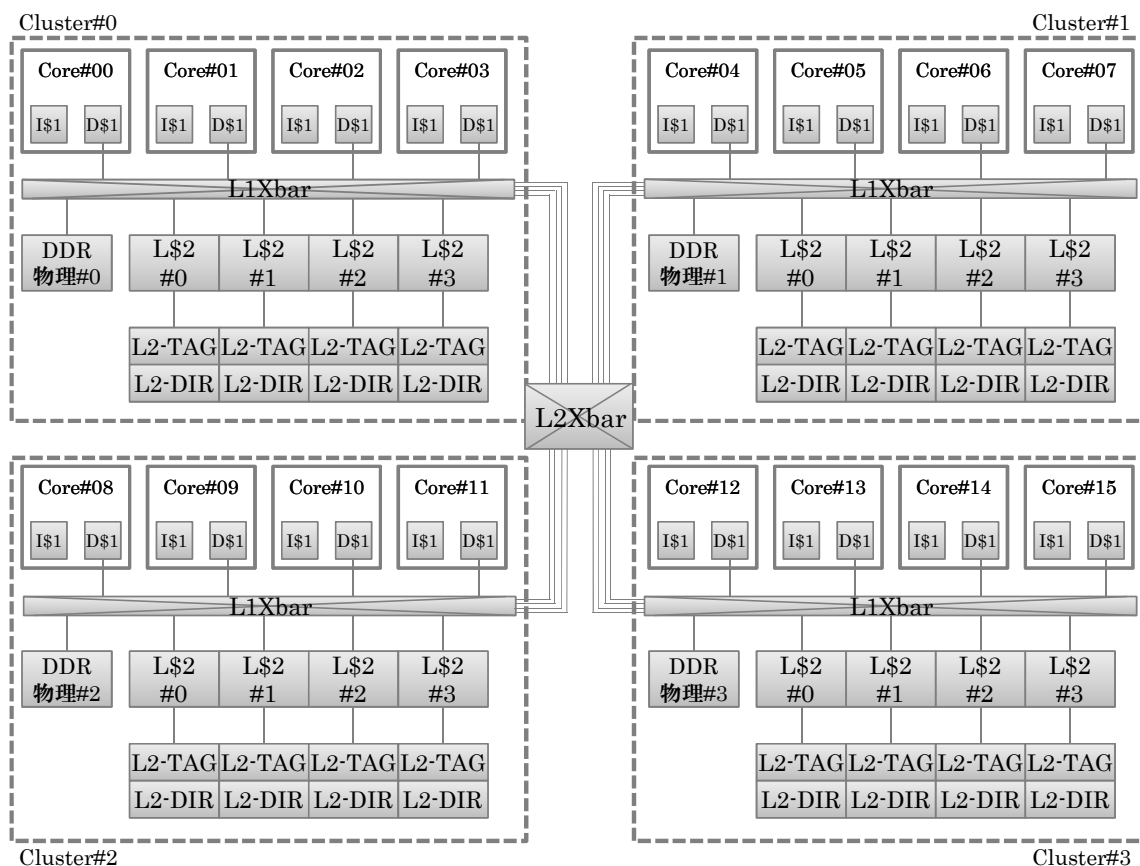 Cluster#0
Cluster#1
Core#00 Core#01 Core#02 Core#03
I$1 D$1 I$1 D$1 I$1 D$1 I$1 D$1
L1Xbar
DDR L$2 L$2 L$2 L$2
物理#0 #0 #1 #2 #3
L2-TAG L2-TAG L2-TAG L2-TAG
L2-DIR L2-DIR L2-DIR L2-DIR
Core#04 Core#05 Core#06 Core#07
I$1 D$1 I$1 D$1 I$1 D$1 I$1 D$1
L1Xbar
DDR L$2 L$2 L$2 L$2
物理#1 #0 #1 #2 #3
L2-TAG L2-TAG L2-TAG L2-TAG
L2-DIR L2-DIR L2-DIR L2-DIR
L2Xbar
Core#08 Core#09 Core#10 Core#11
I$1 D$1 I$1 D$1 I$1 D$1 I$1 D$1
L1Xbar
DDR L$2 L$2 L$2 L$2
物理#2 #0 #1 #2 #3
L2-TAG L2-TAG L2-TAG L2-TAG
L2-DIR L2-DIR L2-DIR L2-DIR
Core#12 Core#13 Core#14 Core#15
I$1 D$1 I$1 D$1 I$1 D$1 I$1 D$1
L1Xbar
DDR L$2 L$2 L$2 L$2
物理#3 #0 #1 #2 #3
L2-TAG L2-TAG L2-TAG L2-TAG
L2-DIR L2-DIR L2-DIR L2-DIR
Cluster#2
Cluster#3